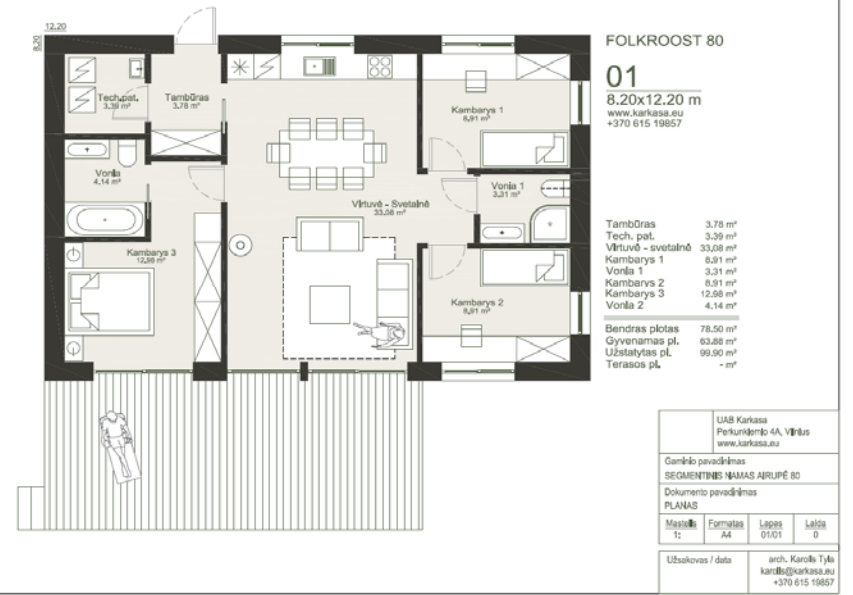 12.20
8.20
Tech.pat.
3,39 m²
Tambūras
3.78 m²
Vonia
4.14 m²
Kambarys 3
12,98 m²
Virtuvė - Svetainė
33,08 m²
Kambarys 1
8,91 m²
Vonia 1
3,31 m²
Kambarys 2
8,91 m²
FOLKROOST 80
01
8.20x12.20 m
www.karkasa.eu
+370 615 19857
Tambūras 3.78 m²
Tech. pat. 3.39 m²
Virtuvė - svetainė 33,08 m²
Kambarys 1 8,91 m²
Vonia 1 3,31 m²
Kambarys 2 8,91 m²
Kambarys 3 12,98 m²
Vonia 2 4,14 m²
Bendras plotas 78.50 m²
Gyvenamas pl. 63.88 m²
Užstatytas pl. 99.90 m²
Terasos pl. - m²
UAB Karkasa
Perkunkiemio 4A, Vilnius
www.karkasa.eu
Gaminio pavadinimas
SEGMENTINIS NAMAS AIRUPĖ 80
Dokumento pavadinimas
PLANAS
Mastelis Formatas Lapas Laida
1: A4 01/01 0
Užsakovas / data
arch. Karolis Tyla
karolis@karkasa.eu
+370 615 19857